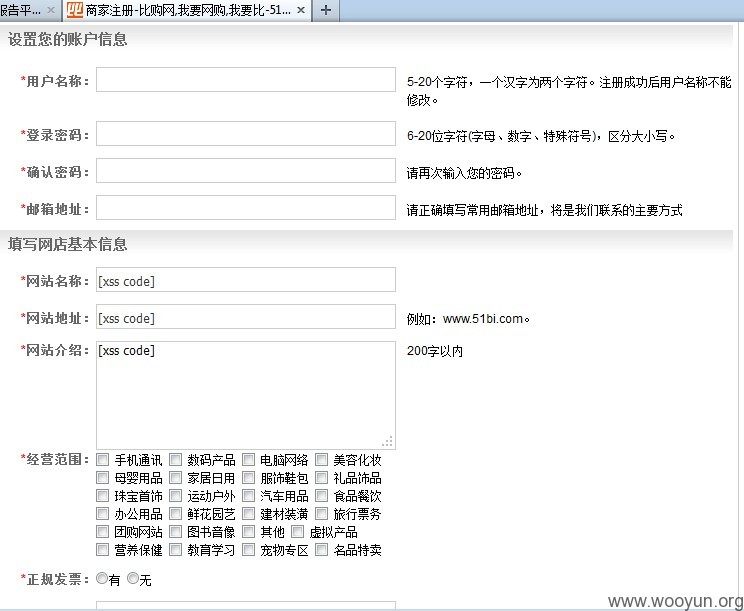 报告平... × 商家注册-比购网,我要网购,我要比-51... × +
设置您的账户信息
*用户名称： 5-20个字符，一个汉字为两个字符。注册成功后用户名称不能
修改。
*登录密码： 6-20位字符(字母、数字、特殊符号)，区分大小写。
*确认密码： 请再次输入您的密码。
*邮箱地址： 请正确填写常用邮箱地址，将是我们联系的主要方式
填写网店基本信息
*网站名称： [xss code]
*网站地址： [xss code] 例如：www.51bi.com。
*网站介绍： [xss code] 200字以内
*经营范围： 手机通讯 数码产品 电脑网络 美容化妆
母婴用品 家居日用 服饰鞋包 礼品饰品
珠宝首饰 运动户外 汽车用品 食品餐饮
办公用品 鲜花园艺 建材装潢 旅行票务
团购网站 图书音像 其他 虚拟产品
营养保健 教育学习 宠物专区 名品特卖
*正规发票： 有 无
www.wooyun.org